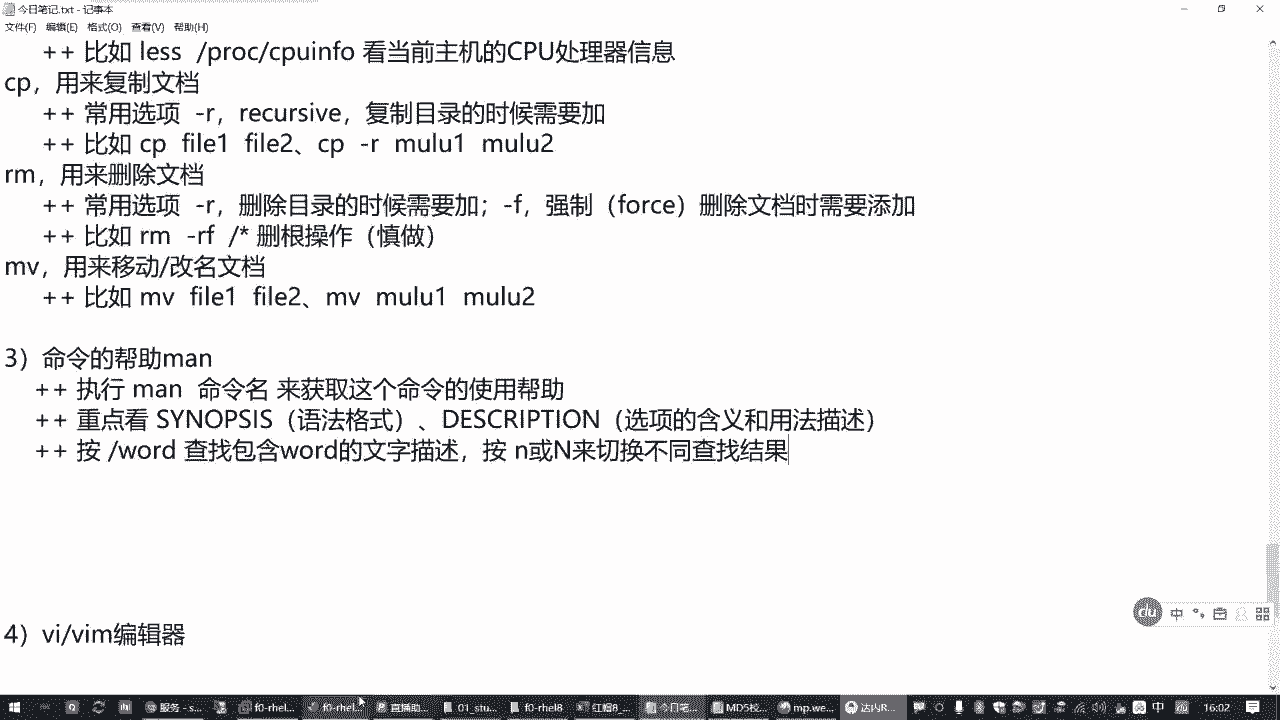 今日笔记.txt - 记事本
文件(F) 编辑(E) 格式(O) 查看(V) 帮助(H)
++ 比如 less /proc/cpuinfo 看当前主机的CPU处理器信息
cp，用来复制文档
++ 常用选项 -r，recursive，复制目录的时候需要加
++ 比如 cp file1 file2、cp -r mulu1 mulu2
rm，用来删除文档
++ 常用选项 -r，删除目录的时候需要加；-f，强制（force）删除文档时需要添加
++ 比如 rm -rf /* 删根操作（慎做）
mv，用来移动/改名文档
++ 比如 mv file1 file2、mv mulu1 mulu2
3）命令的帮助man
++ 执行 man 命令名 来获取这个命令的使用帮助
++ 重点看 SYNOPSIS（语法格式）、DESCRIPTION（选项的含义和用法描述）
++ 按 /word 查找包含word的文字描述，按 n或N来切换不同查找结果
du 中
4）vi/vim编辑器
服务 - s... f0-rhel... f0-rhel... 直播助... 01_stu... f0-rhel8 红帽8_... 今日笔... MD5校... mp.we... 达内R... 中 du 16:02